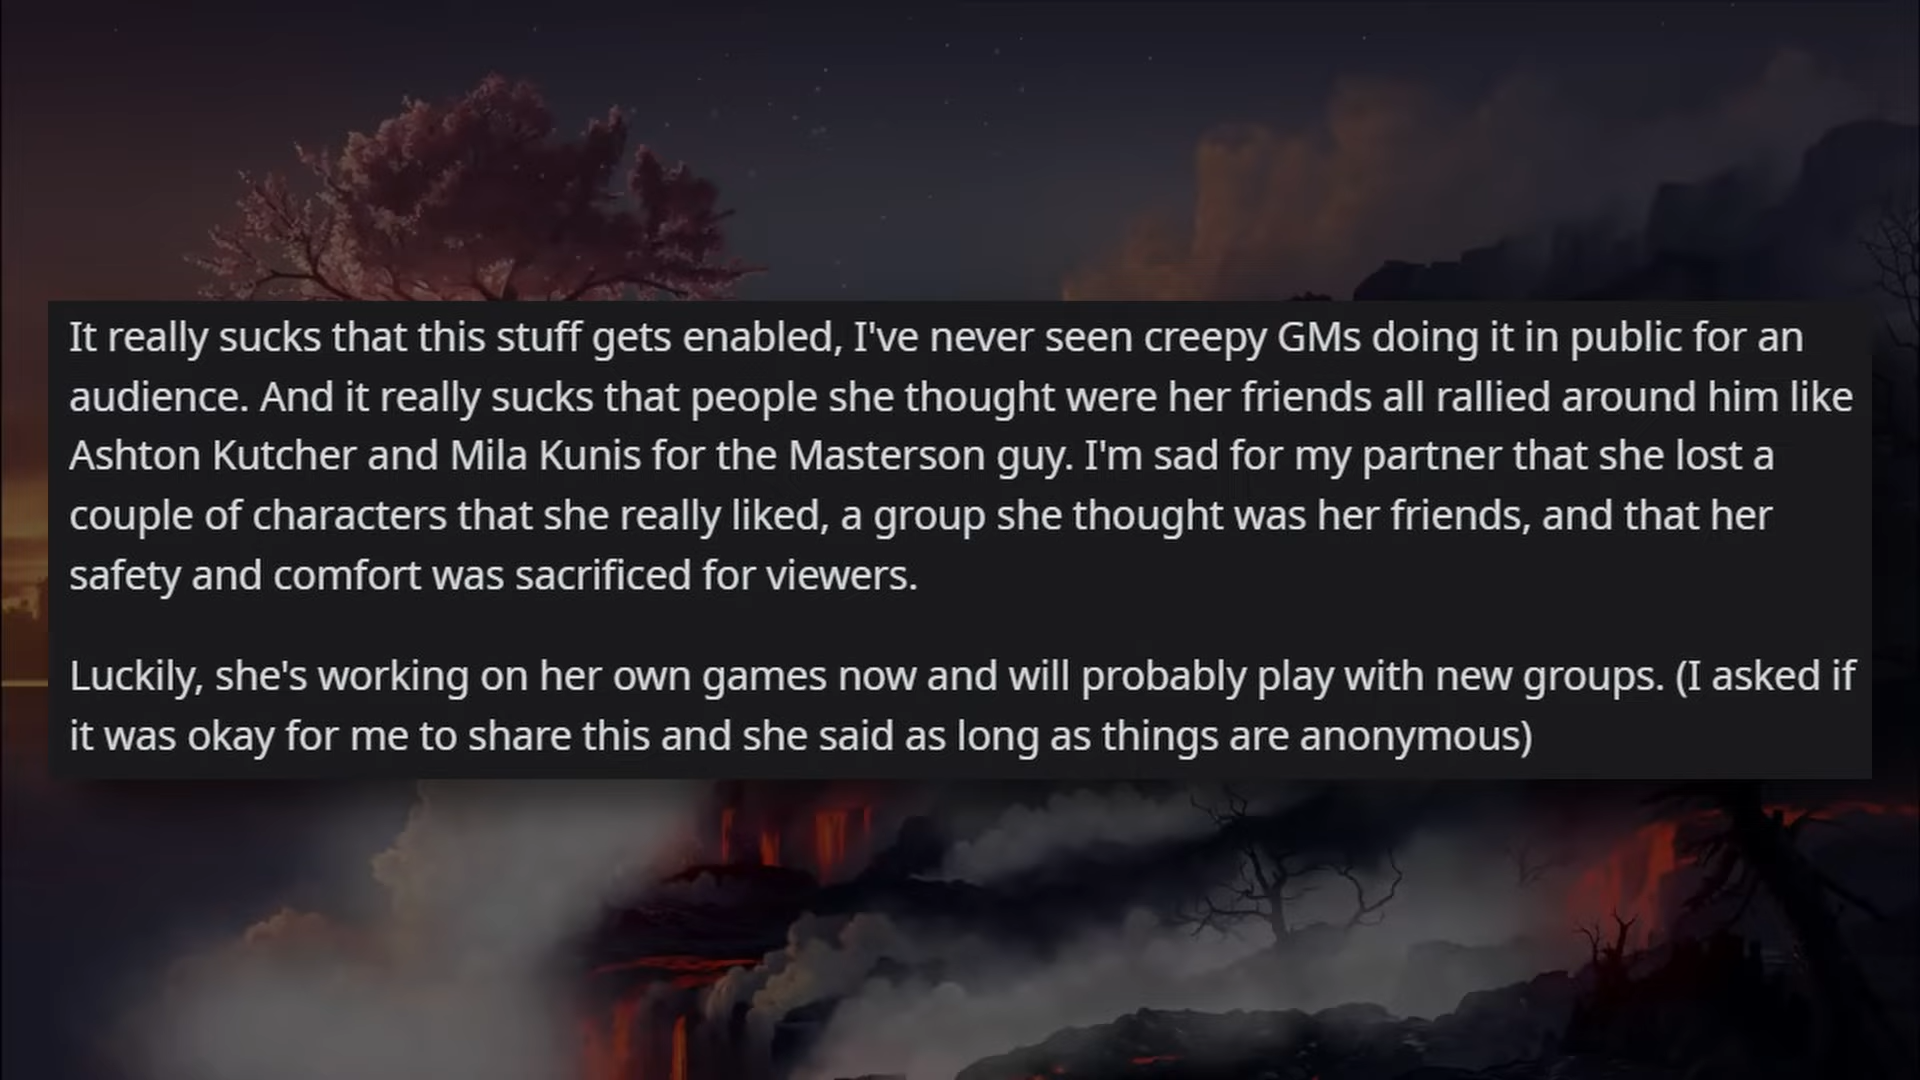 It really sucks that this stuff gets enabled, I've never seen creepy GMs doing it in public for an
audience. And it really sucks that people she thought were her friends all rallied around him like
Ashton Kutcher and Mila Kunis for the Masterson guy. I'm sad for my partner that she lost a
couple of characters that she really liked, a group she thought was her friends, and that her
safety and comfort was sacrificed for viewers.
Luckily, she's working on her own games now and will probably play with new groups. (I asked if
it was okay for me to share this and she said as long as things are anonymous)